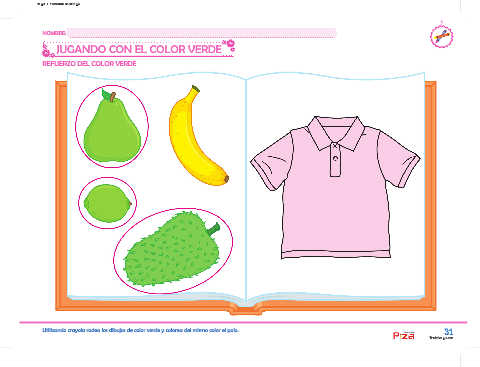 NOMBRE:
JUGANDO CON EL COLOR VERDE
REFUERZO DEL COLOR VERDE
Utilizando crayola rodea los dibujos de color verde y colorea del mismo color el polo.
31